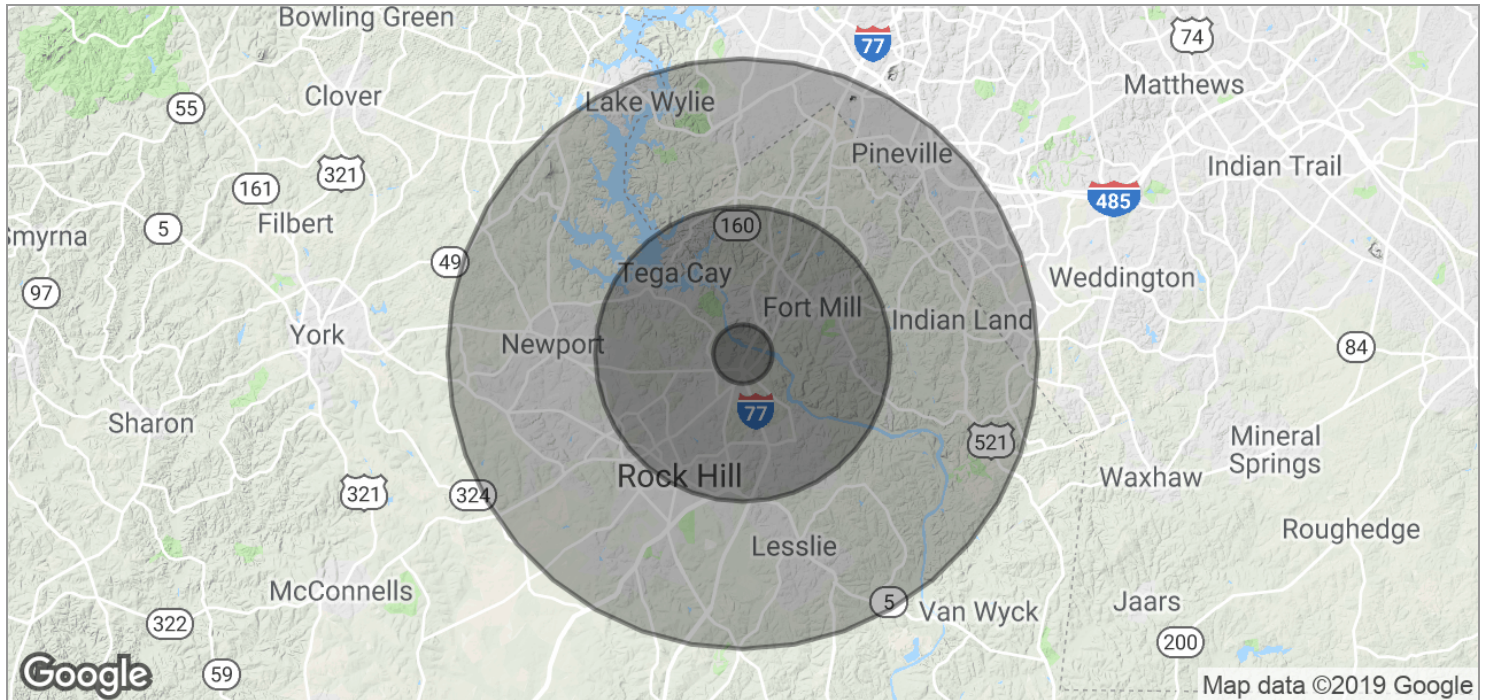 Bowling Green
77
74
Matthews
Clover
Lake Wylie
55
Pineville
Indian Trail
321
161
485
Filbert
5
160
Smyrna
49
Tega Cay
Weddington
97
Fort Mill
Indian Land
York
Newport
84
77
Sharon
521
Mineral
Springs
Rock Hill
Waxhaw
321
324
Roughedge
Lesslie
McConnells
5
Van Wyck
Jaars
322
200
59
Google
Map data ©2019 Google